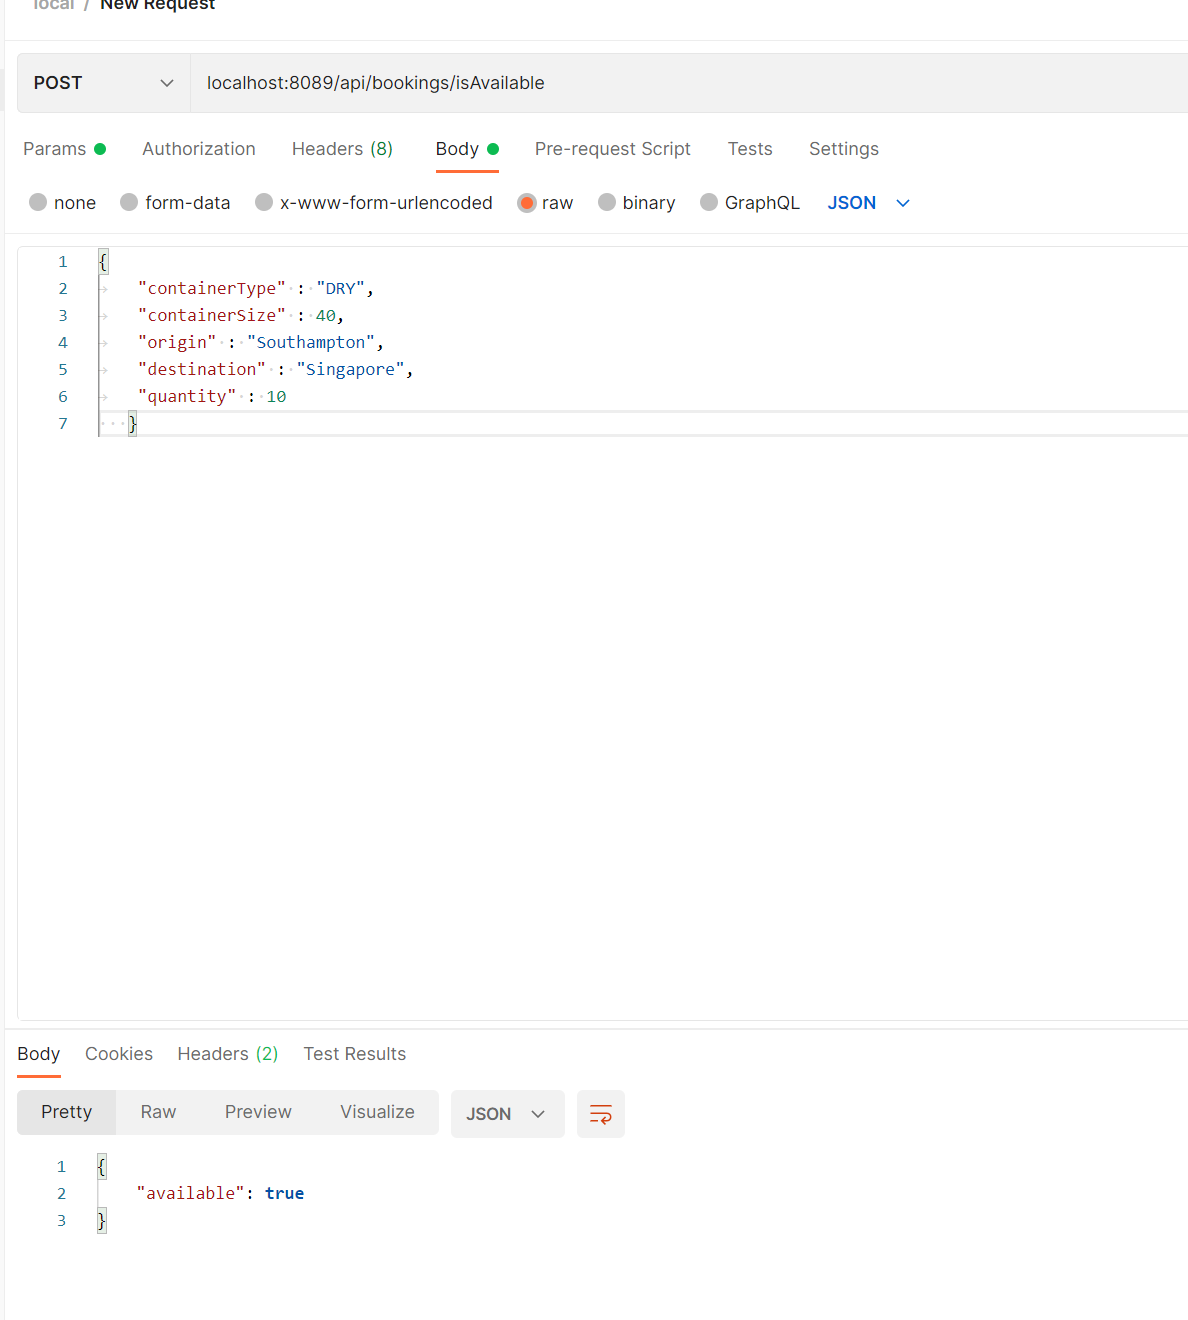 local / New Request
POST localhost:8089/api/bookings/isAvailable
Params Authorization Headers (8) Body Pre-request Script Tests Settings
none form-data x-www-form-urlencoded raw binary GraphQL JSON
1 {
2 "containerType" : "DRY",
3 "containerSize" : 40,
4 "origin" : "Southampton",
5 "destination" : "Singapore",
6 "quantity" : 10
7 }
Body Cookies Headers (2) Test Results
Pretty Raw Preview Visualize JSON
1 {
2 "available": true
3 }